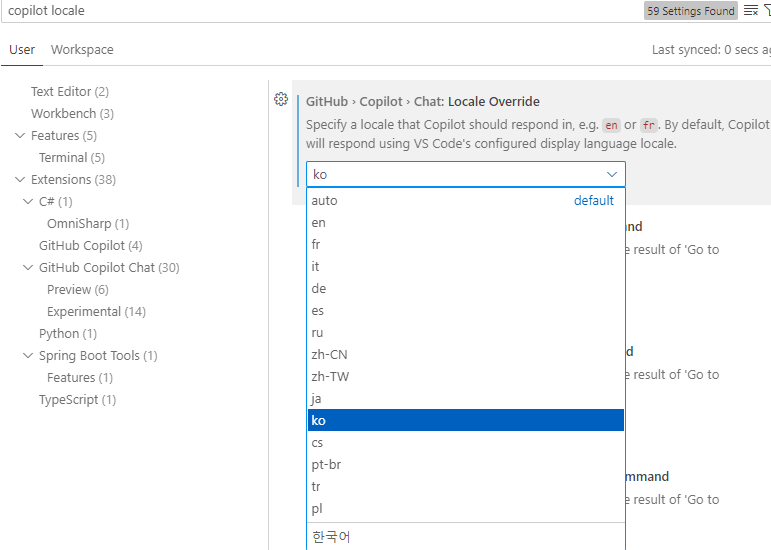 copilot locale
59 Settings Found
User
Workspace
Last synced: 0 secs
Text Editor (2)
Workbench (3)
Features (5)
Terminal (5)
Extensions (38)
C# (1)
OmniSharp (1)
GitHub Copilot (4)
GitHub Copilot Chat (30)
Preview (6)
Experimental (14)
Python (1)
Spring Boot Tools (1)
Features (1)
TypeScript (1)
GitHub › Copilot › Chat: Locale Override
Specify a locale that Copilot should respond in, e.g. en or fr. By default, Copilot
will respond using VS Code's configured display language locale.
ko
auto default
en
fr
it
de
es
ru
zh-CN
zh-TW
ja
ko
cs
pt-br
tr
pl
한국어
result of 'Go to
result of 'Go to
result of 'Go to